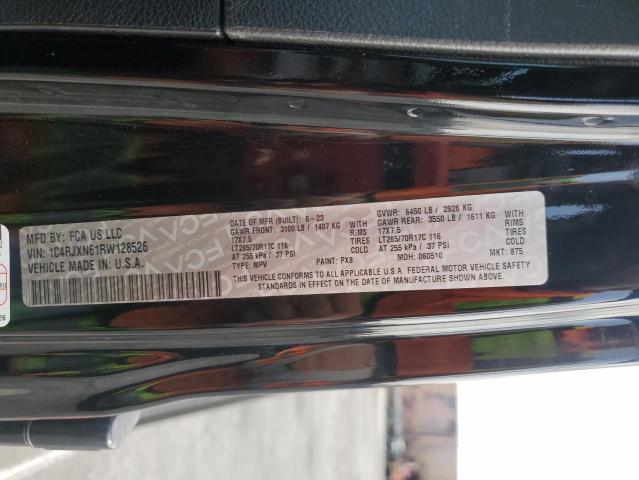 MFD BY: FCA US LLC
VIN: 1C4RJXN61RW128526
VEHICLE MADE IN U.S.A.
DATE OF MFR (BUILT): 6-23
GAWR FRONT: 3100 LB / 1407 KG
17X7.5 WITH RIMS
LT285/70R17C 116 TIRES
AT 255 kPa / 37 PSI COLD
TYPE: MPV PAINT: PX8
GVWR: 6450 LB / 2926 KG
GAWR REAR: 3550 LB / 1611 KG
17X7.5 WITH RIMS
LT285/70R17C 116 TIRES
AT 255 kPa / 37 PSI COLD
MDH: 060510 MKT: 875
THIS VEHICLE CONFORMS TO ALL APPLICABLE U.S.A. FEDERAL MOTOR VEHICLE SAFETY
STANDARDS IN EFFECT ON THE DATE OF MANUFACTURE SHOWN ABOVE.